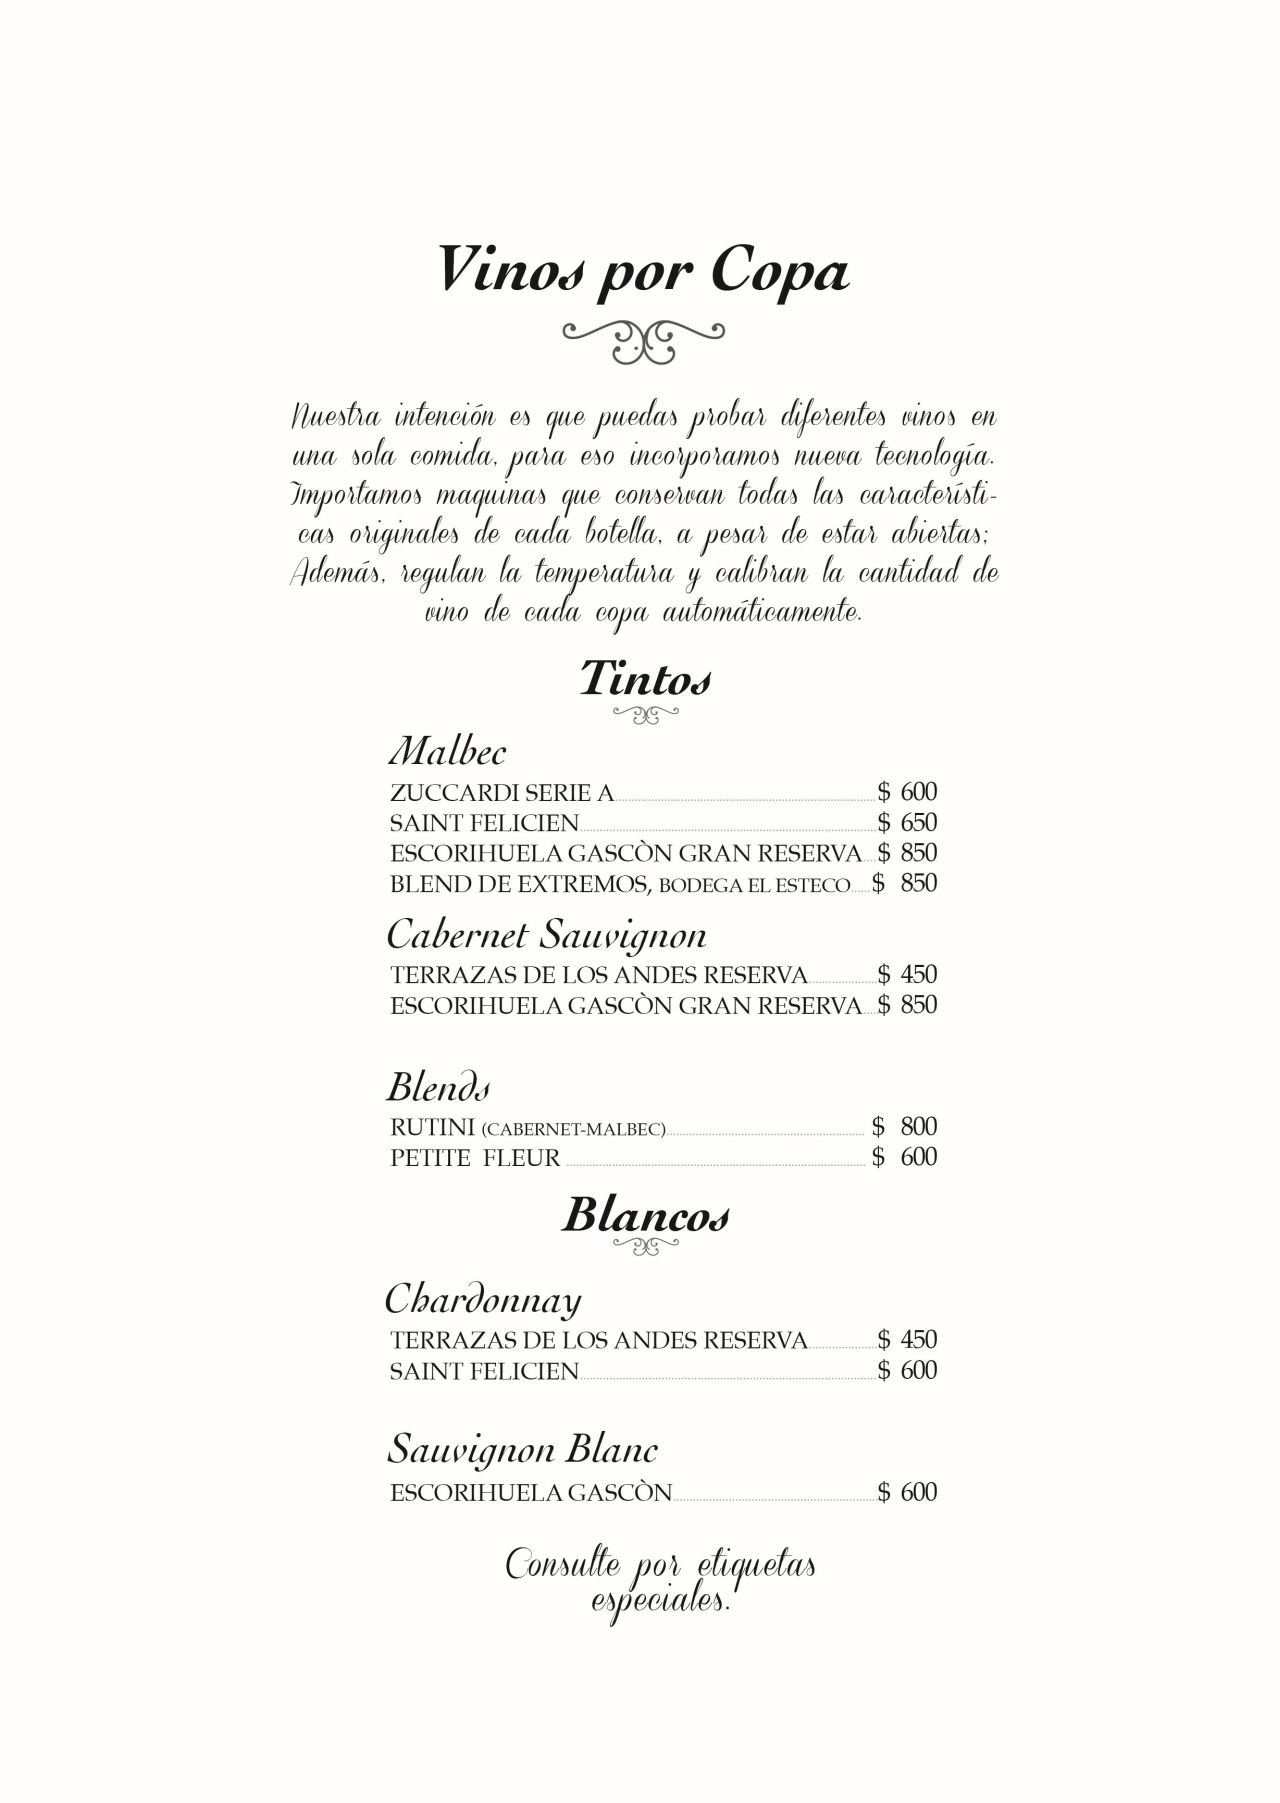 Vinos por Copa
Nuestra intención es que puedas probar diferentes vinos en
una sola comida, para eso incorporamos nueva tecnología.
Importamos maquinas que conservan todas las característi-
cas originales de cada botella, a pesar de estar abiertas;
Además, regulan la temperatura y calibran la cantidad de
vino de cada copa automáticamente.
Tintos
Malbec
ZUCCARDI SERIE A $ 600
SAINT FELICIEN $ 650
ESCORIHUELA GASCÒN GRAN RESERVA $ 850
BLEND DE EXTREMOS, BODEGA EL ESTECO $ 850
Cabernet Sauvignon
TERRAZAS DE LOS ANDES RESERVA $ 450
ESCORIHUELA GASCÒN GRAN RESERVA $ 850
Blends
RUTINI (CABERNET-MALBEC) $ 800
PETITE FLEUR $ 600
Blancos
Chardonnay
TERRAZAS DE LOS ANDES RESERVA $ 450
SAINT FELICIEN $ 600
Sauvignon Blanc
ESCORIHUELA GASCÒN $ 600
Consulte por etiquetas
especiales.